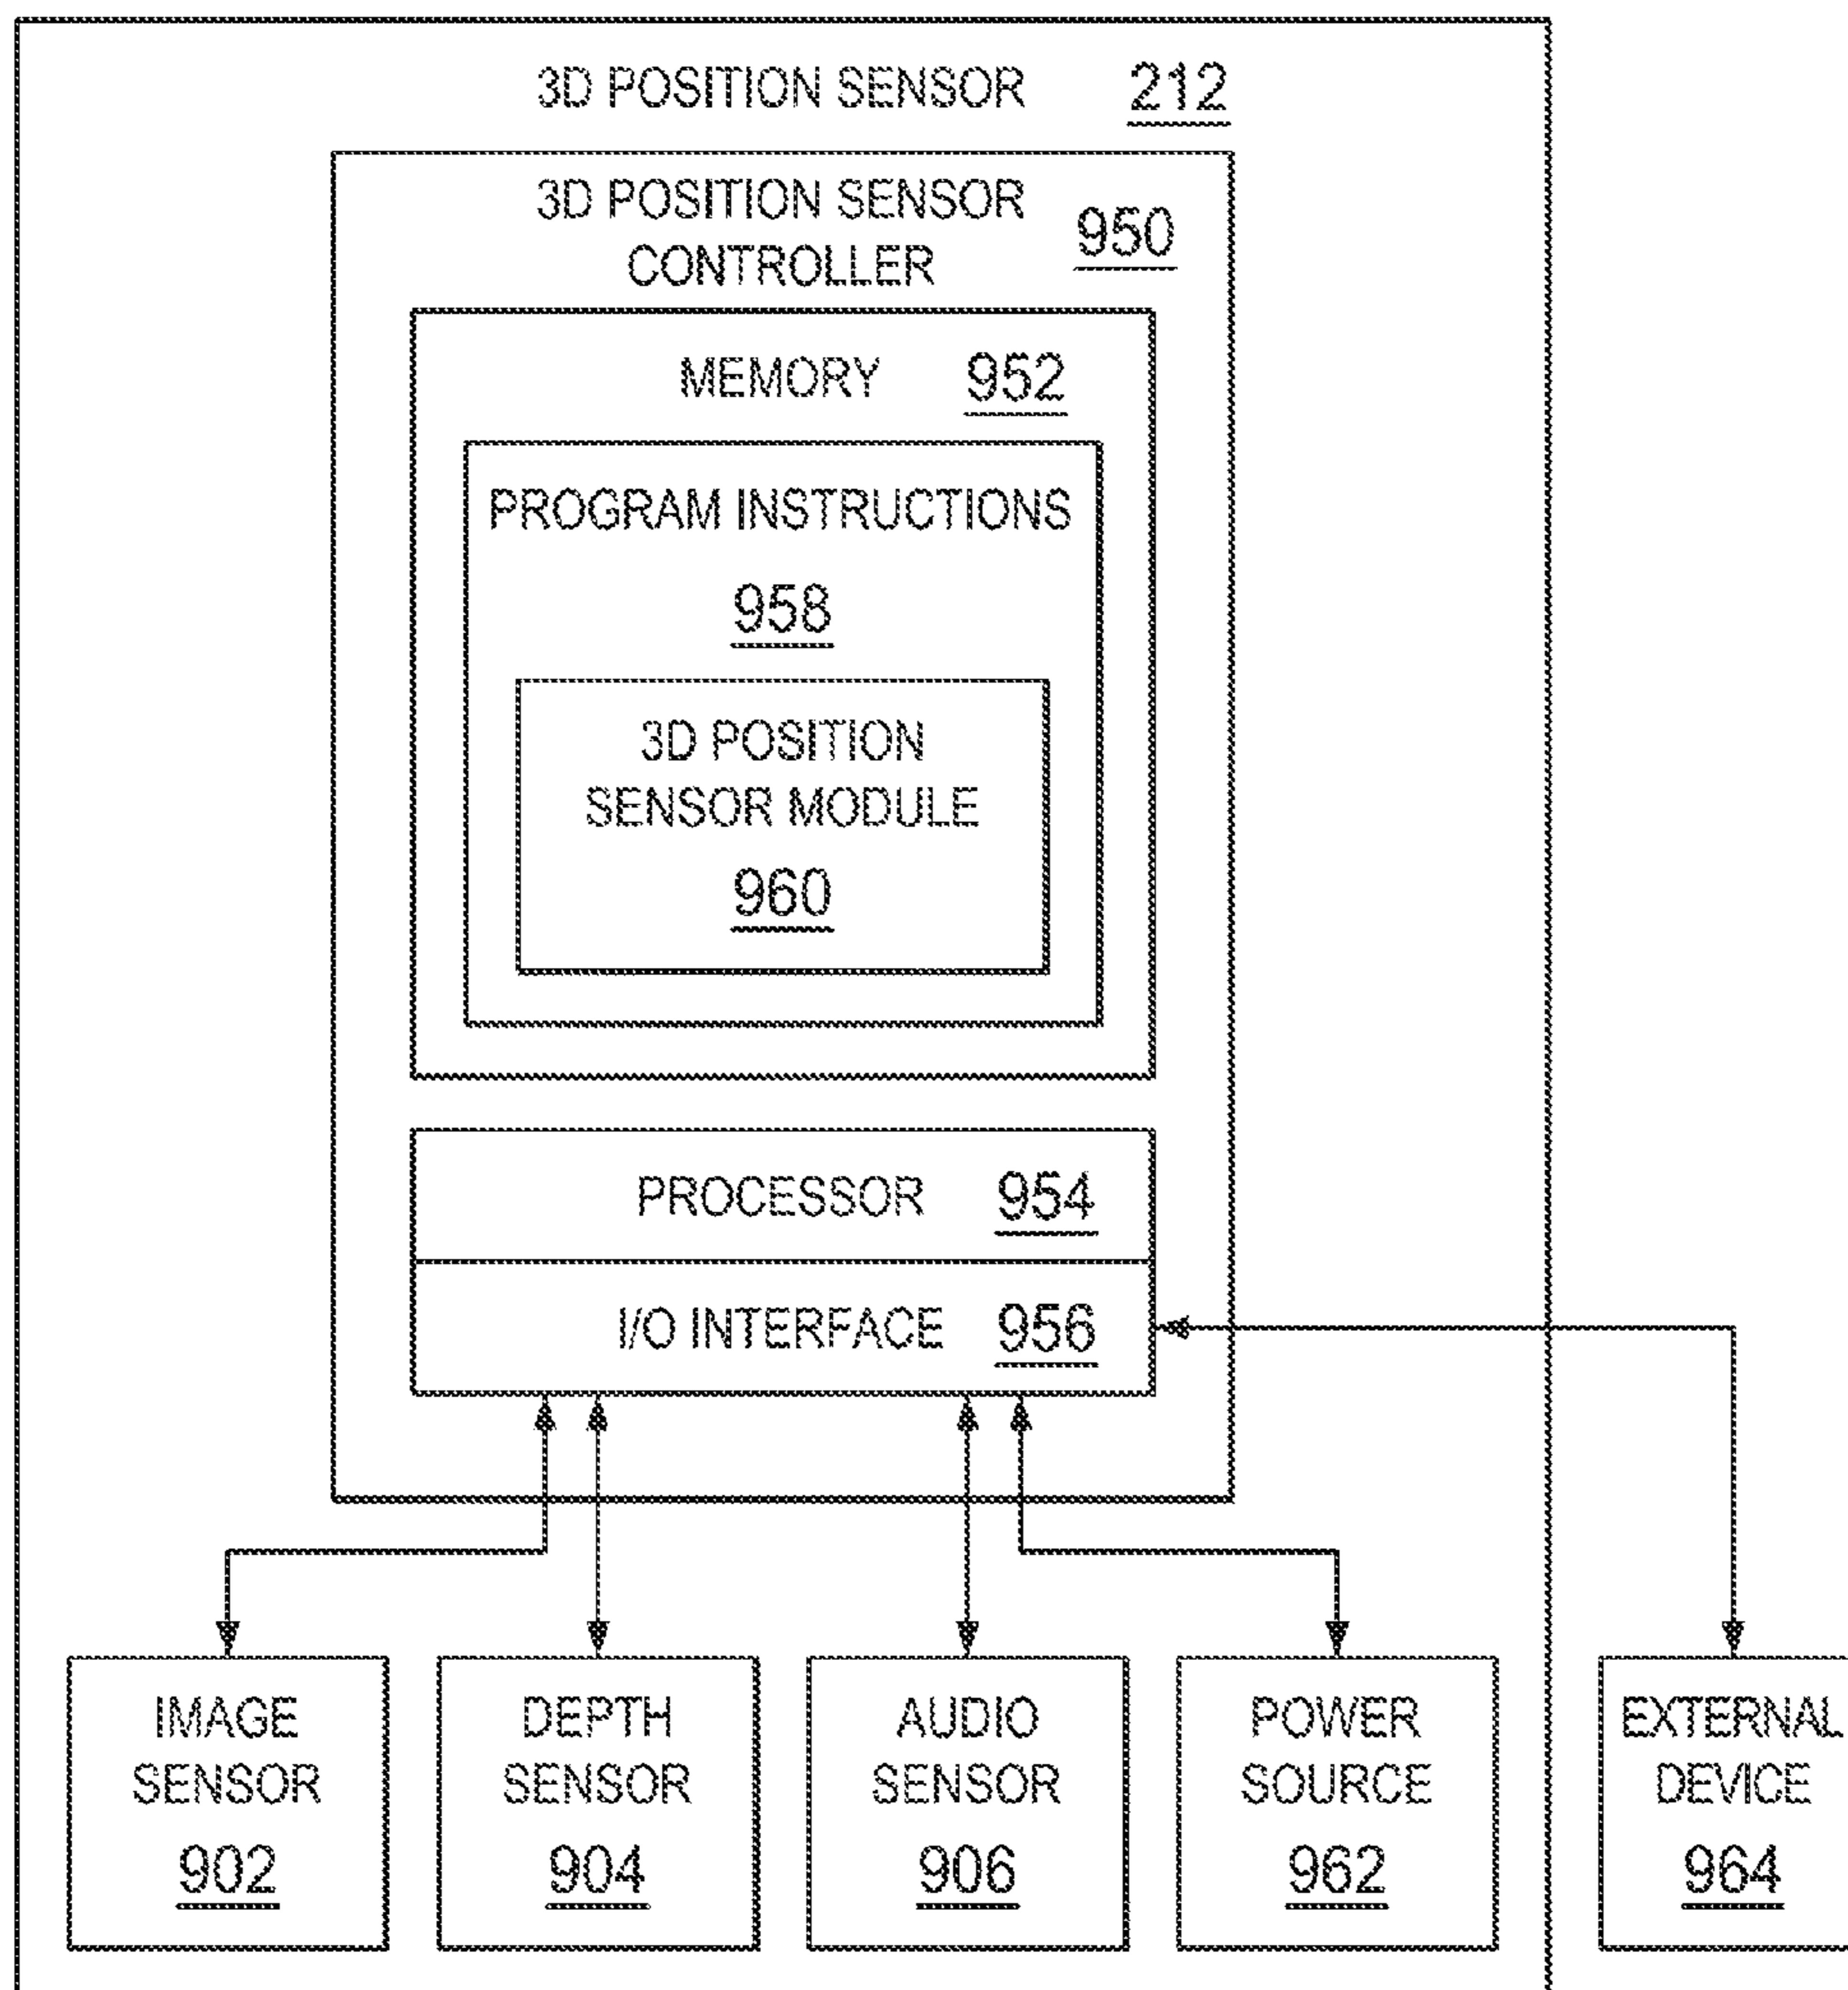 3D POSITION SENSOR 212
3D POSITION SENSOR
CONTROLLER 950
MEMORY 952
PROGRAM INSTRUCTIONS
958
3D POSITION
SENSOR MODULE
960
PROCESSOR 954
I/O INTERFACE 956
IMAGE
SENSOR
902
DEPTH
SENSOR
904
AUDIO
SENSOR
906
POWER
SOURCE
962
EXTERNAL
DEVICE
964